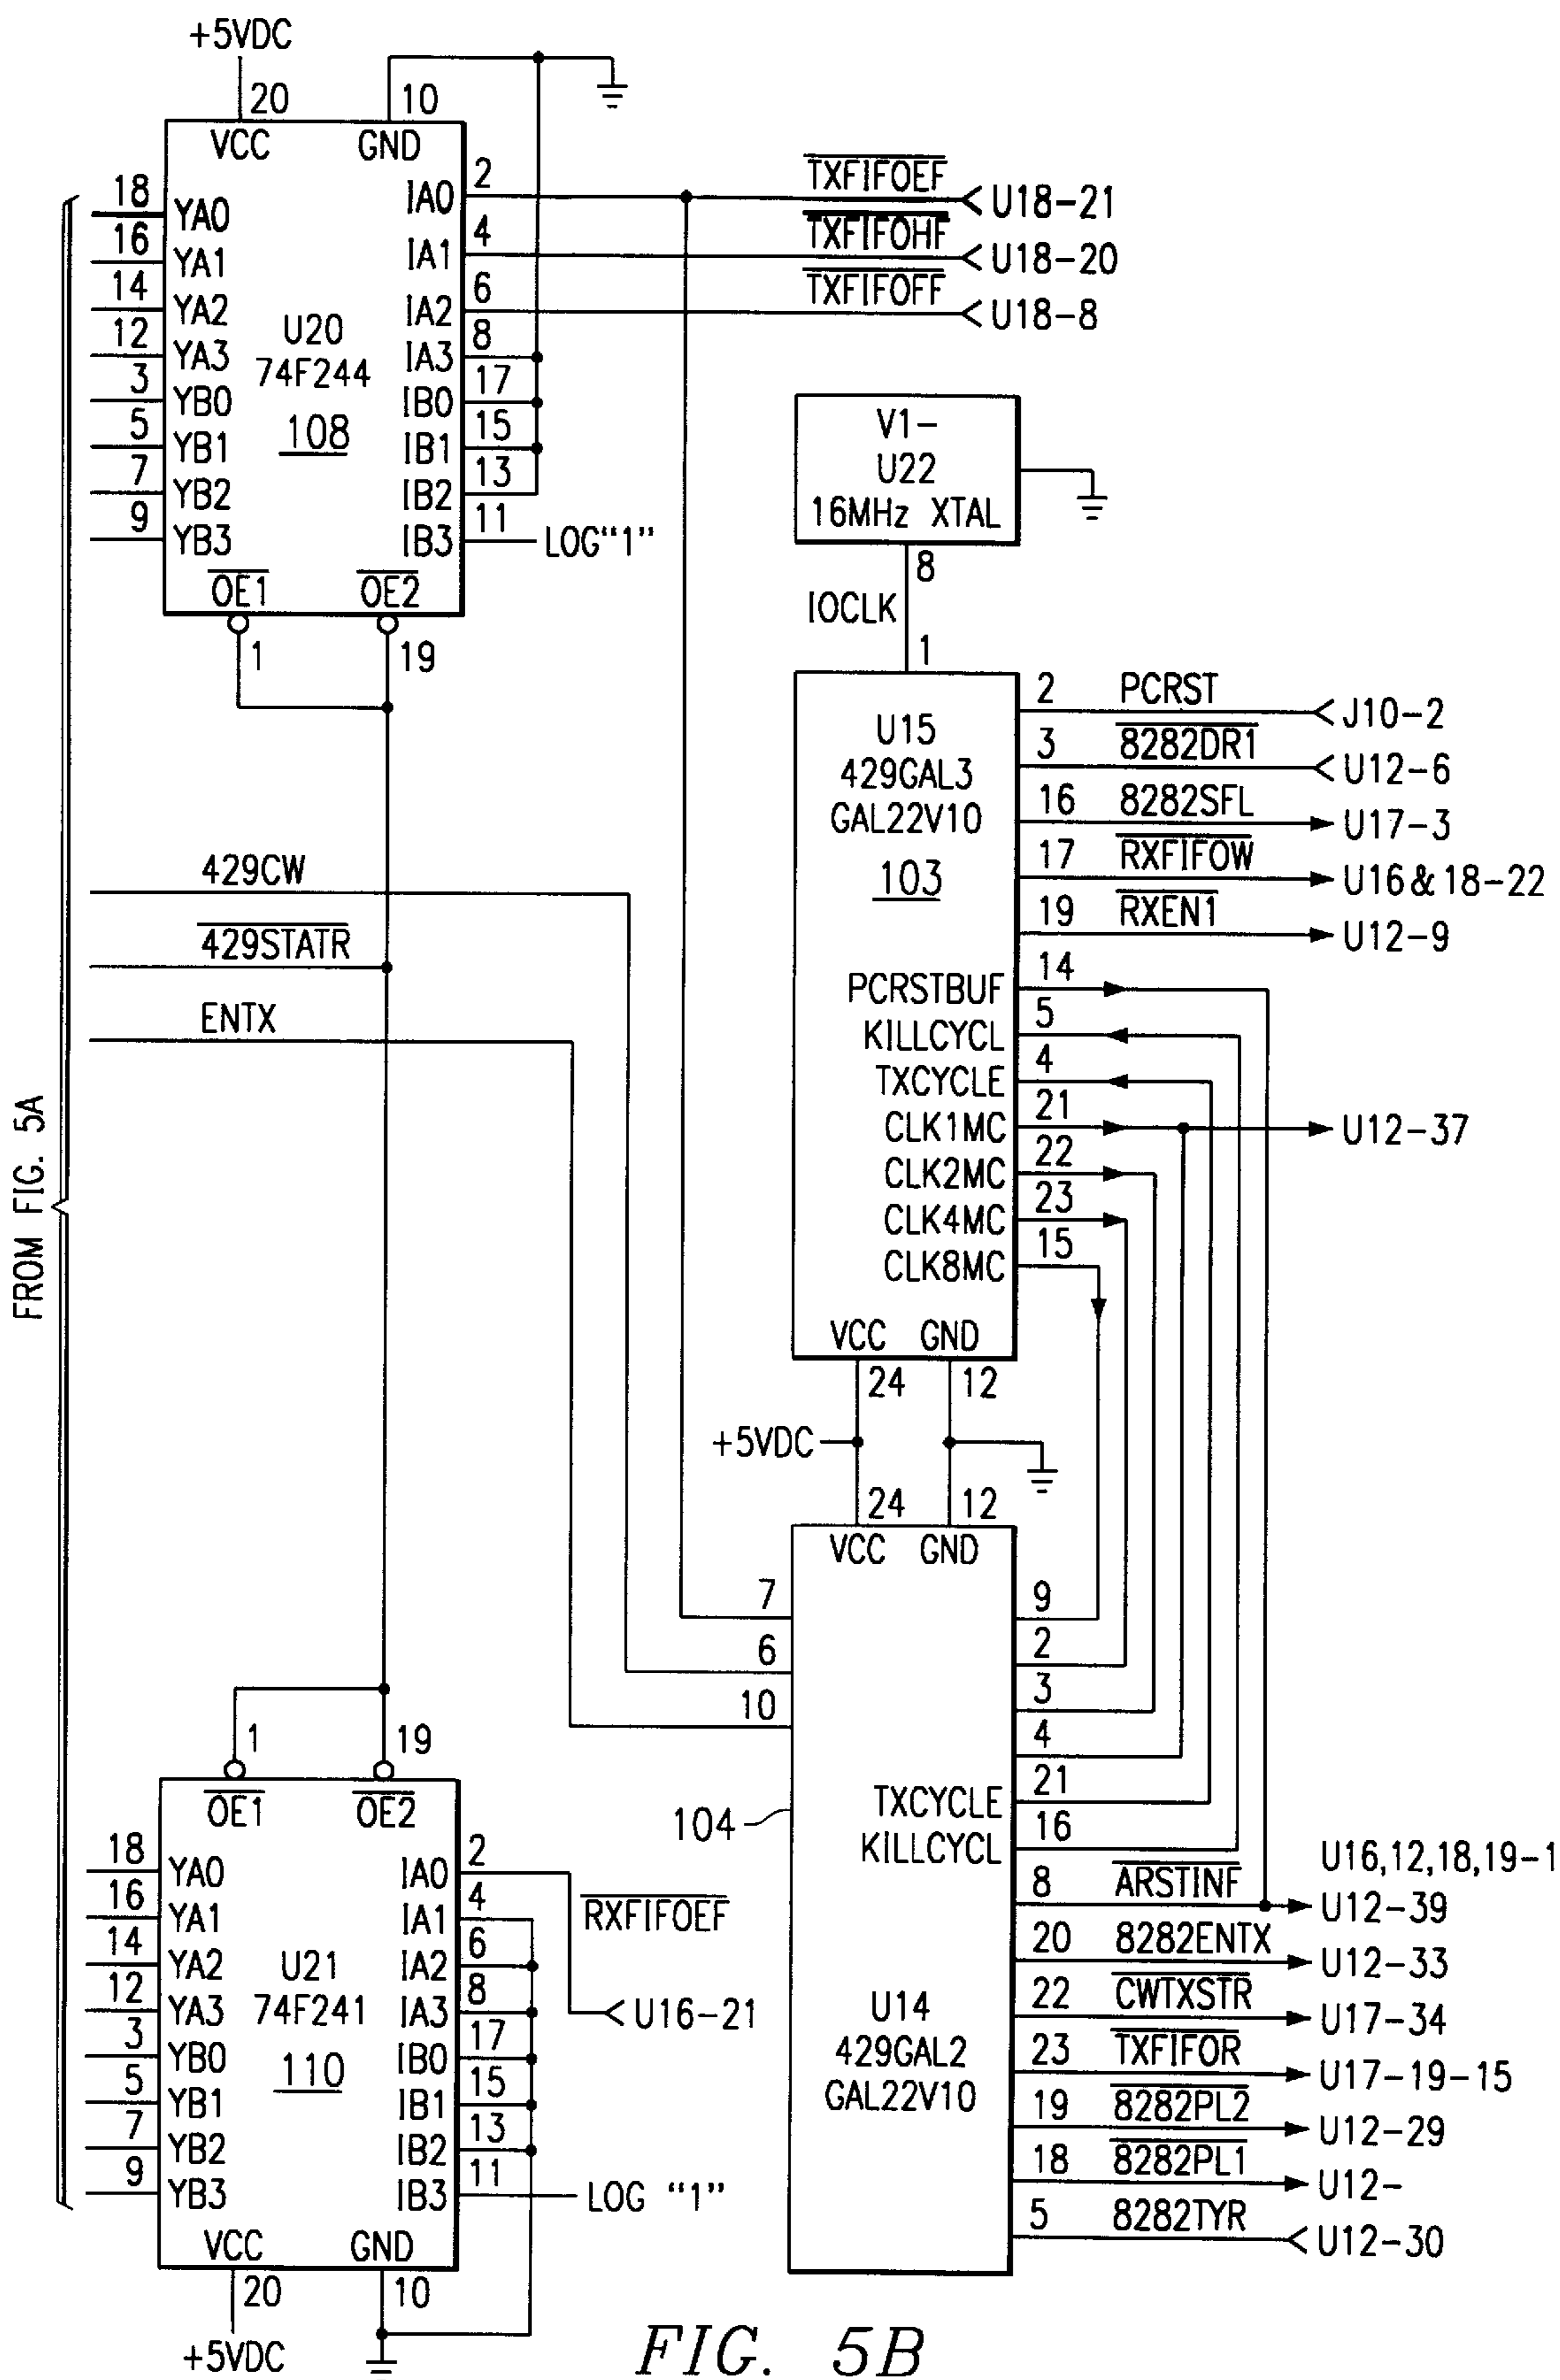 +5VDC
20
10
VCC
GND
18 YA0
16 YA1
14 YA2
12 YA3
3 YB0
5 YB1
7 YB2
9 YB3
U20
74F244
108
IA0 2
IA1 4
IA2 6
IA3 8
IB0 17
IB1 15
IB2 13
IB3 11
LOG"1"
OE1
OE2
1
19
TXFIFOEF
U18-21
TXFIFOHF
U18-20
TXFIFOFF
U18-8
V1-
U22
16MHz XTAL
8
IOCLK
1
U15
429GAL3
GAL22V10
103
2 PCRST J10-2
3 8282DR1 U12-6
16 8282SFL U17-3
17 RXFIFOW U16&18-22
19 RXEN1 U12-9
PCRSTBUF 14
KILLCYCL 5
TXCYCLE 4
CLK1MC 21 U12-37
CLK2MC 22
CLK4MC 23
CLK8MC 15
VCC
GND
24
12
+5VDC
429CW
429STATR
ENTX
FROM FIG. 5A
24
12
VCC
GND
7
6
10
9
2
3
4
TXCYCLE 21
KILLCYCL 16
104
U14
429GAL2
GAL22V10
U16,12,18,19-1
8 ARSTINF U12-39
20 8282ENTX U12-33
22 CWTXSTR U17-34
23 TXFIFOR U17-19-15
19 8282PL2 U12-29
18 8282PL1 U12-
5 8282TYR U12-30
1
19
OE1
OE2
18 YA0
16 YA1
14 YA2
12 YA3
3 YB0
5 YB1
7 YB2
9 YB3
U21
74F241
110
IA0 2
IA1 4
IA2 6
IA3 8
IB0 17
IB1 15
IB2 13
IB3 11
RXFIFOEF
U16-21
LOG "1"
VCC
GND
20
10
+5VDC
FIG. 5B